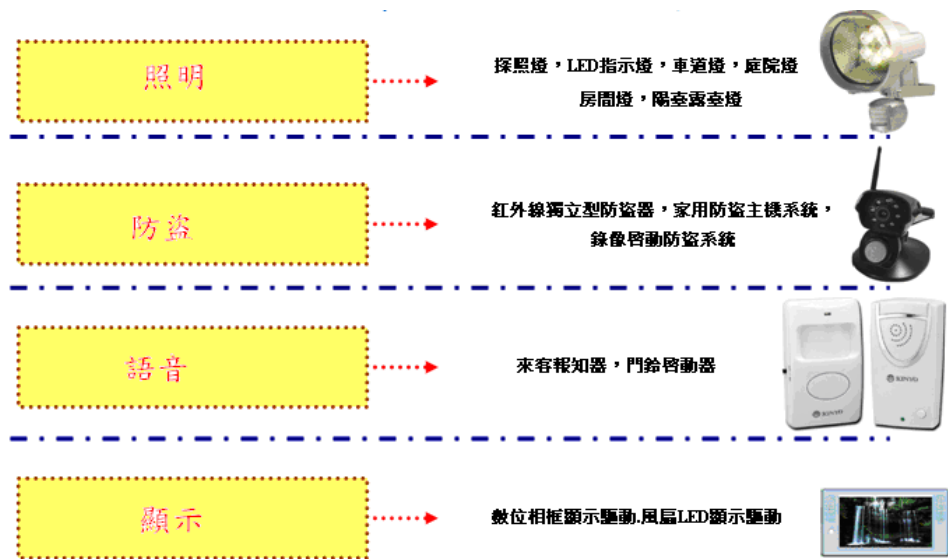 照明
探照燈，LED指示燈，車道燈，庭院燈
房間燈，陽臺露臺燈
防盜
紅外線獨立型防盜器，家用防盜主機系統，
錄像啓動防盜系統
語音
來客報知器，門鈴啓動器
KINYO
KINYO
顯示
數位相框顯示驅動.風扇LED顯示驅動